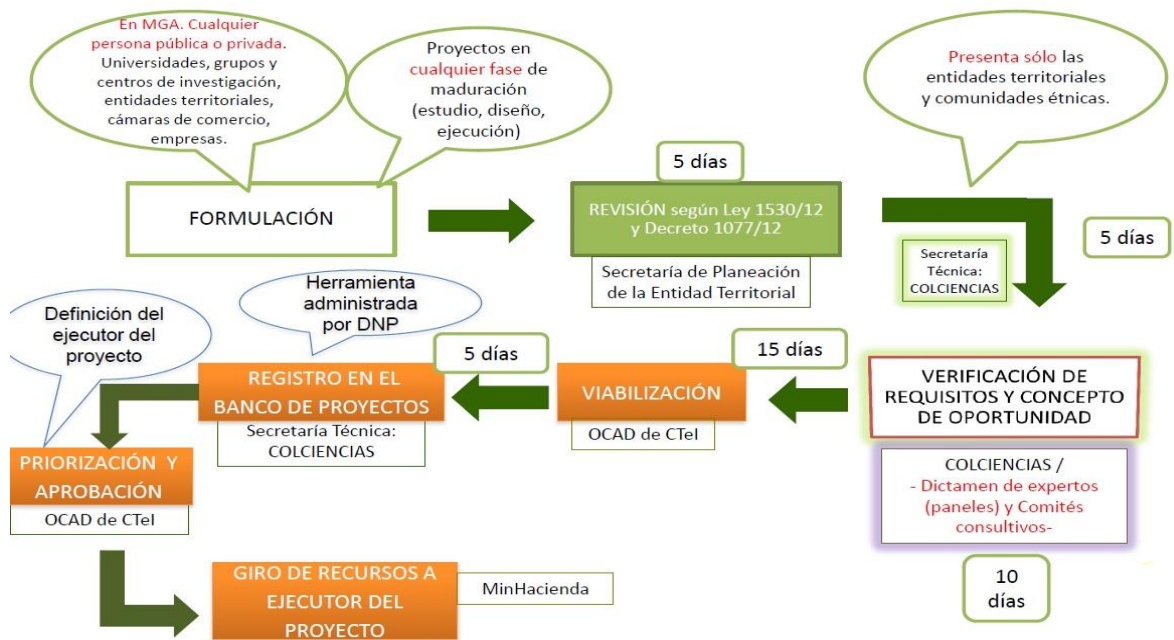 En MGA. Cualquier
persona pública o privada.
Universidades, grupos y
centros de investigación,
entidades territoriales,
cámaras de comercio,
empresas.
Proyectos en
cualquier fase de
maduración
(estudio, diseño,
ejecución)
Presenta sólo las
entidades territoriales
y comunidades étnicas.
FORMULACIÓN
5 días
REVISIÓN según Ley 1530/12
y Decreto 1077/12
Secretaría de Planeación
de la Entidad Territorial
5 días
Secretaría
Técnica:
COLCIENCIAS
VERIFICACIÓN DE
REQUISITOS Y CONCEPTO
DE OPORTUNIDAD
COLCIENCIAS /
- Dictamen de expertos
(paneles) y Comités
consultivos-
10
días
15 días
VIABILIZACIÓN
OCAD de CTeI
5 días
Herramienta
administrada
por DNP
REGISTRO EN EL
BANCO DE PROYECTOS
Secretaría Técnica:
COLCIENCIAS
Definición del
ejecutor del
proyecto
PRIORIZACIÓN Y
APROBACIÓN
OCAD de CTeI
GIRO DE RECURSOS A
EJECUTOR DEL
PROYECTO
MinHacienda